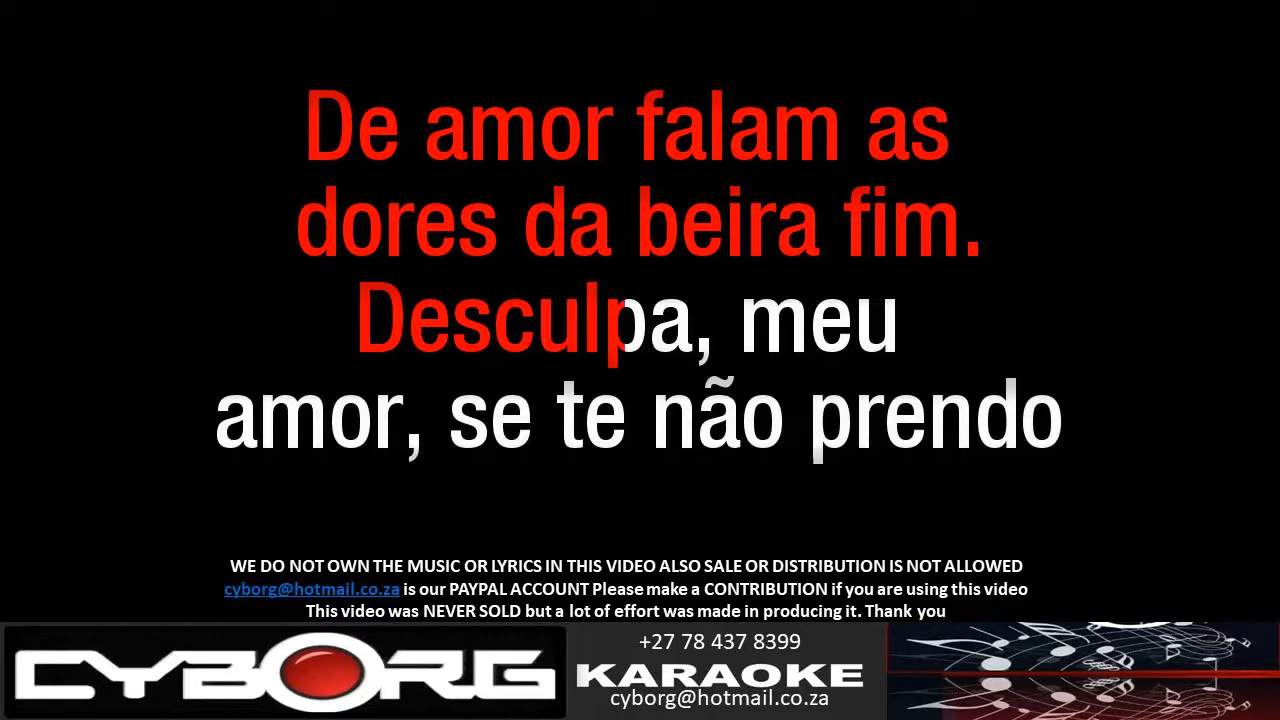 De amor falam as
dores da beira fim.
Desculpa, meu
amor, se te não prendo
WE DO NOT OWN THE MUSIC OR LYRICS IN THIS VIDEO ALSO SALE OR DISTRIBUTION IS NOT ALLOWED
cyborg@hotmail.co.za is our PAYPAL ACCOUNT Please make a CONTRIBUTION if you are using this video
This video was NEVER SOLD but a lot of effort was made in producing it. Thank you
CYBORG
+27 78 437 8399
KARAOKE
cyborg@hotmail.co.za